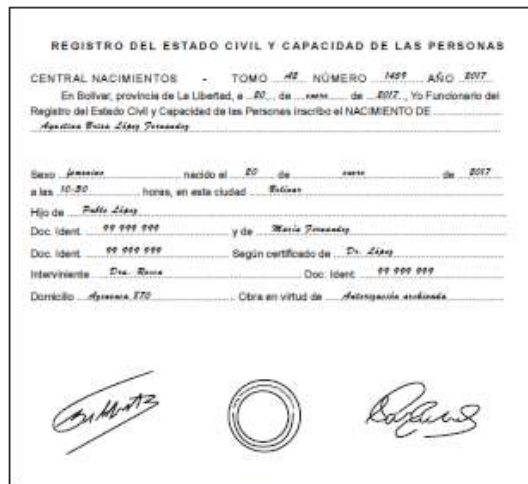 REGISTRO DEL ESTADO CIVIL Y CAPACIDAD DE LAS PERSONAS
CENTRAL NACIMIENTOS - TOMO A2 NÚMERO 1459 AÑO 2017
En Bolívar, provincia de La Libertad, a 20 de enero de 2017, Yo Funcionario del
Registro del Estado Civil y Capacidad de las Personas inscribo el NACIMIENTO DE
Agustina Brisa López Fernandez
Sexo femenino nacido el 20 de enero de 2017
a las 10-30 horas, en esta ciudad Bolívar
Hijo de Pablo López
Doc. Ident. 99 999 999 y de María Fernandez
Doc. Ident. 99 999 999 Según certificado de Dr. López
Interviniente Dra. Rocca Doc. Ident. 99 999 999
Domicilio Ayacucho 870 Obra en virtud de Autorización archivada